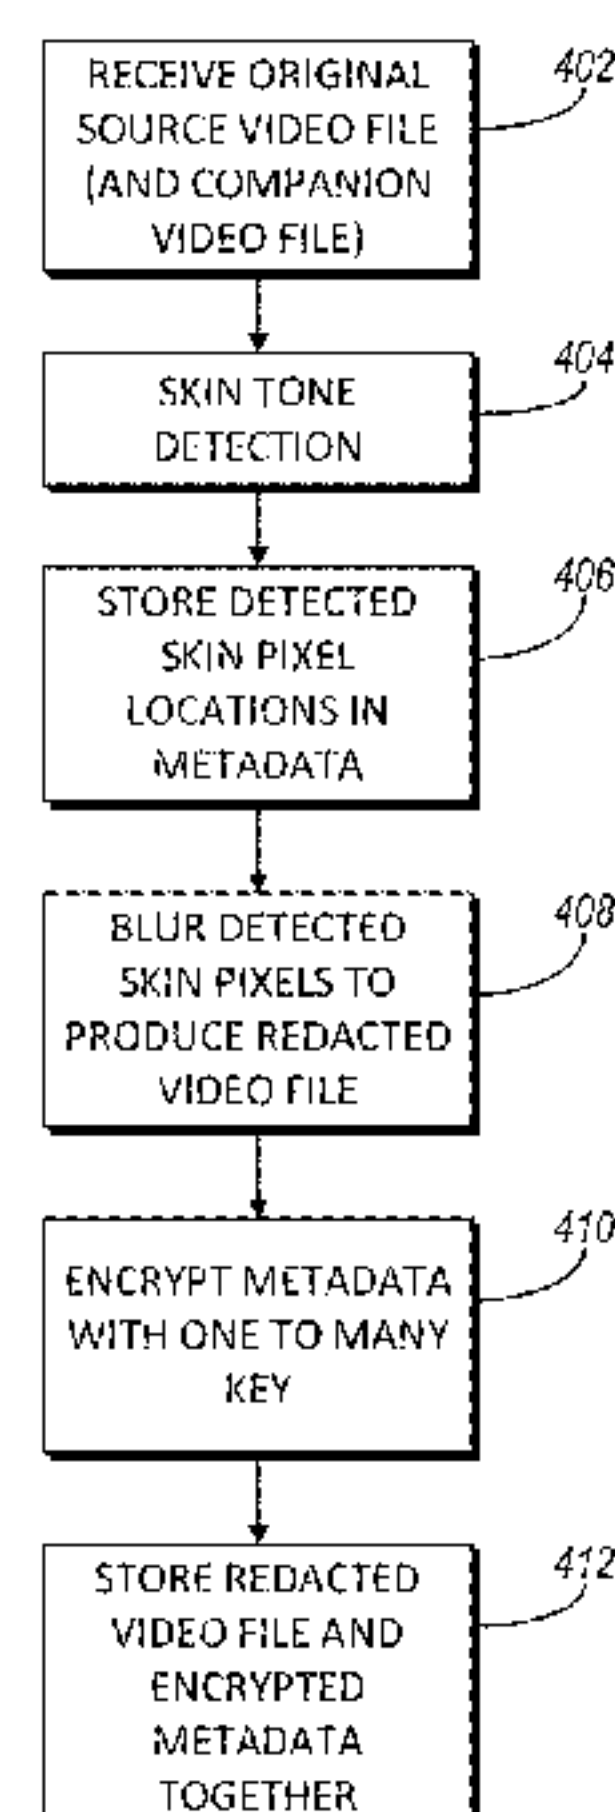 RECEIVE ORIGINAL
SOURCE VIDEO FILE
(AND COMPANION
VIDEO FILE)
402
SKIN TONE
DETECTION
404
STORE DETECTED
SKIN PIXEL
LOCATIONS IN
METADATA
406
BLUR DETECTED
SKIN PIXELS TO
PRODUCE REDACTED
VIDEO FILE
408
ENCRYPT METADATA
WITH ONE TO MANY
KEY
410
STORE REDACTED
VIDEO FILE AND
ENCRYPTED
METADATA
TOGETHER
412